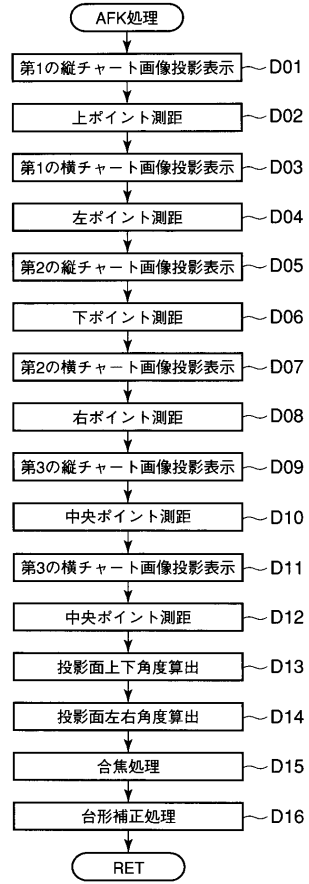 AFK処理
第1の縦チャート画像投影表示 D01
上ポイント測距 D02
第1の横チャート画像投影表示 D03
左ポイント測距 D04
第2の縦チャート画像投影表示 D05
下ポイント測距 D06
第2の横チャート画像投影表示 D07
右ポイント測距 D08
第3の縦チャート画像投影表示 D09
中央ポイント測距 D10
第3の横チャート画像投影表示 D11
中央ポイント測距 D12
投影面上下角度算出 D13
投影面左右角度算出 D14
合焦処理 D15
台形補正処理 D16
RET